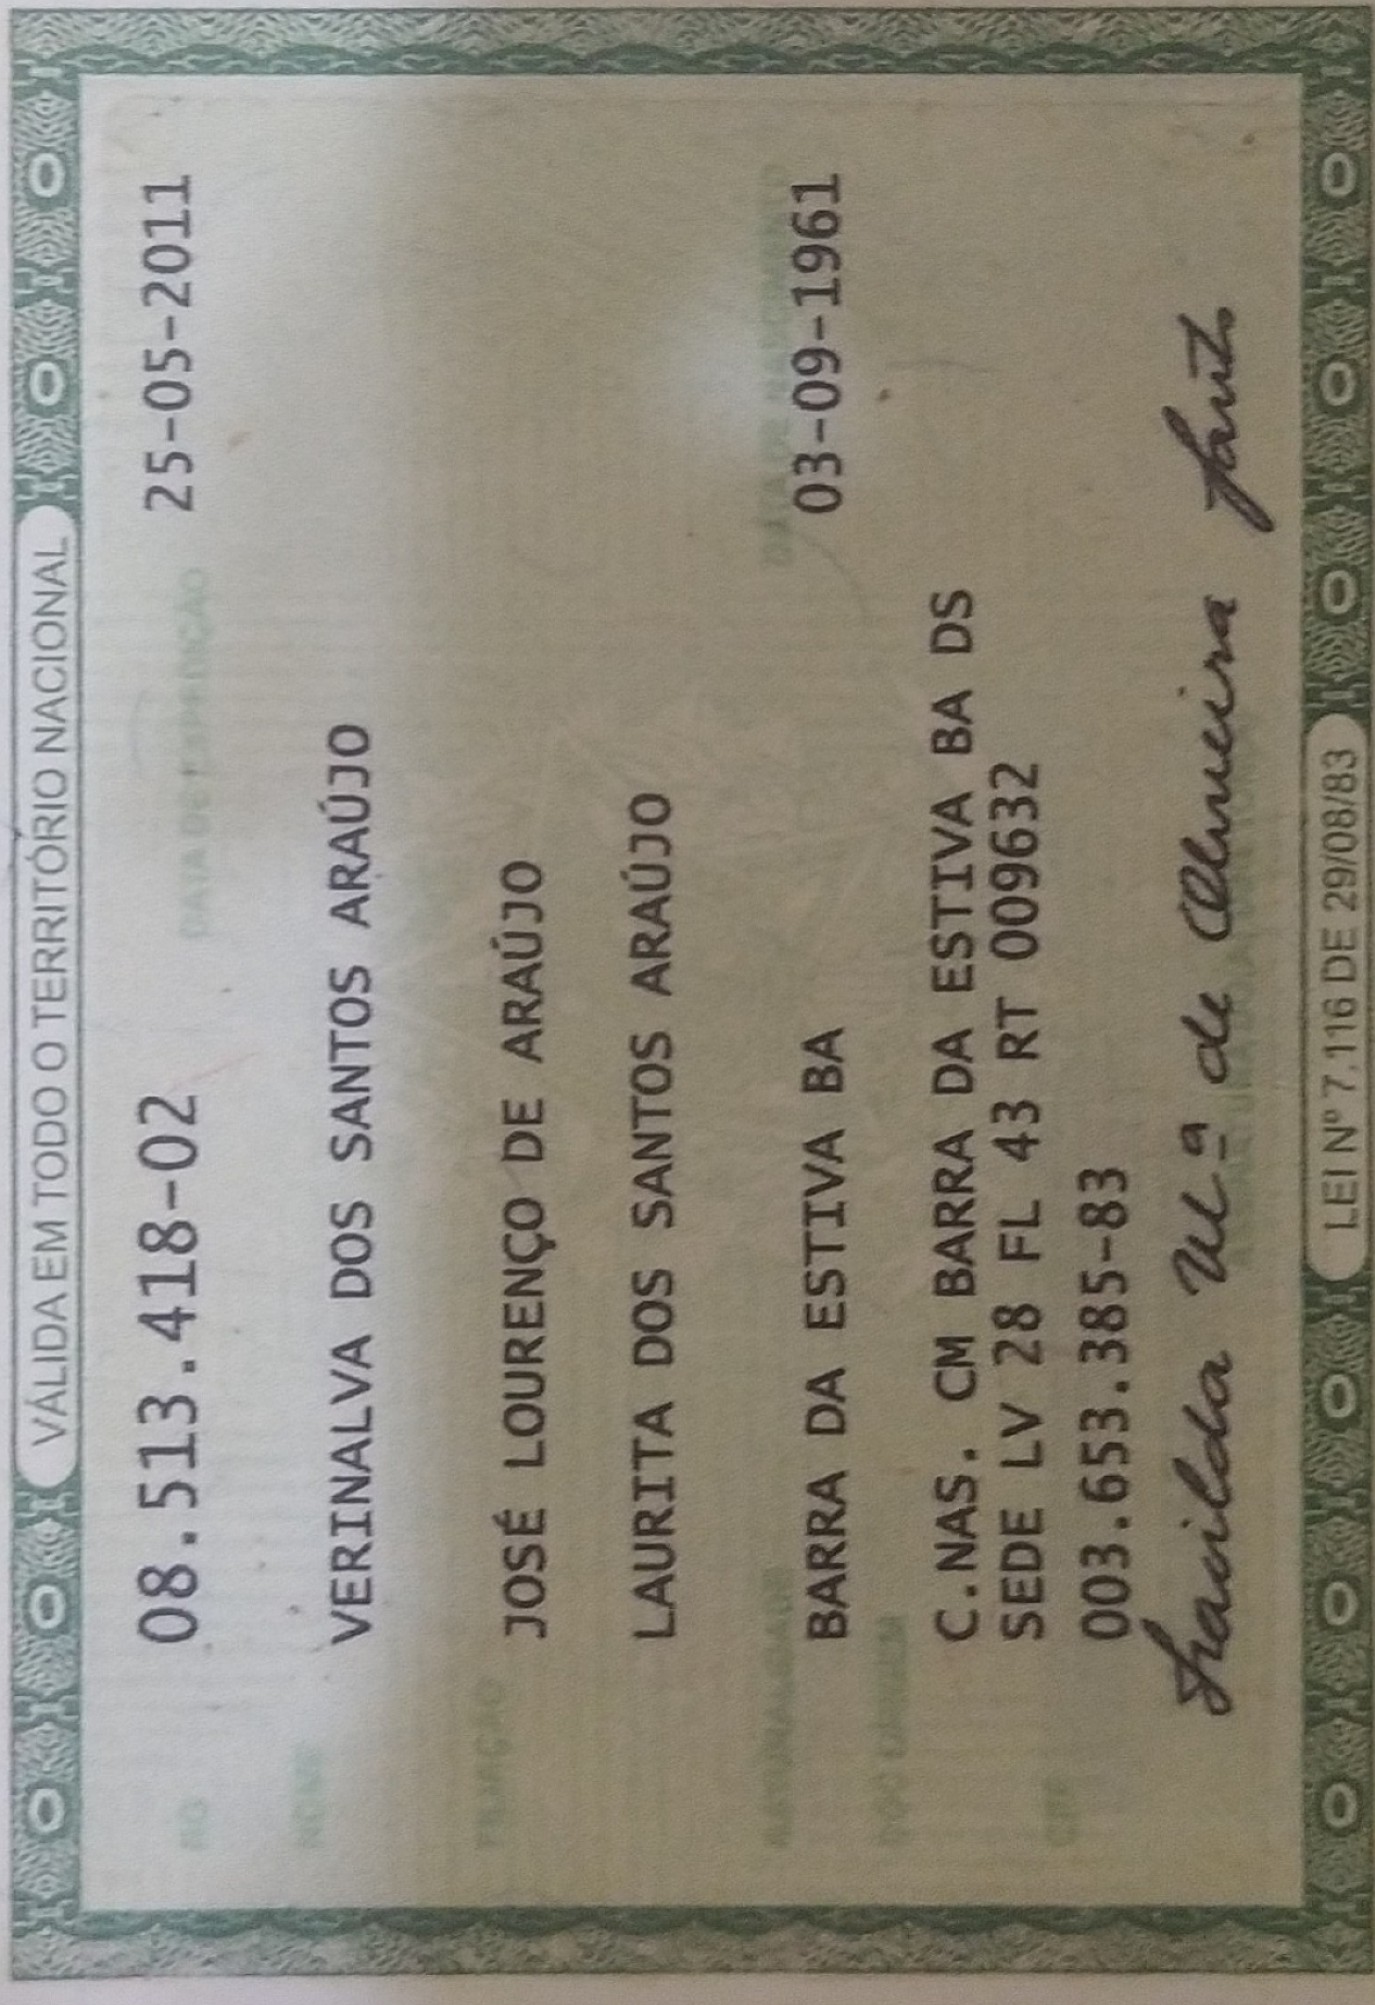 VÁLIDA EM TODO O TERRITÓRIO NACIONAL
RG 08.513.418-02 DATA DE EXPEDIÇÃO 25-05-2011
NOME VERINALVA DOS SANTOS ARAÚJO
FILIAÇÃO JOSÉ LOURENÇO DE ARAÚJO
LAURITA DOS SANTOS ARAÚJO
NATURALIDADE DATA DE NASCIMENTO
BARRA DA ESTIVA BA 03-09-1961
DOC ORIGEM C.NAS. CM BARRA DA ESTIVA BA DS
SEDE LV 28 FL 43 RT 009632
CPF 003.653.385-83
Mª de
LEI Nº 7.116 DE 29/08/83